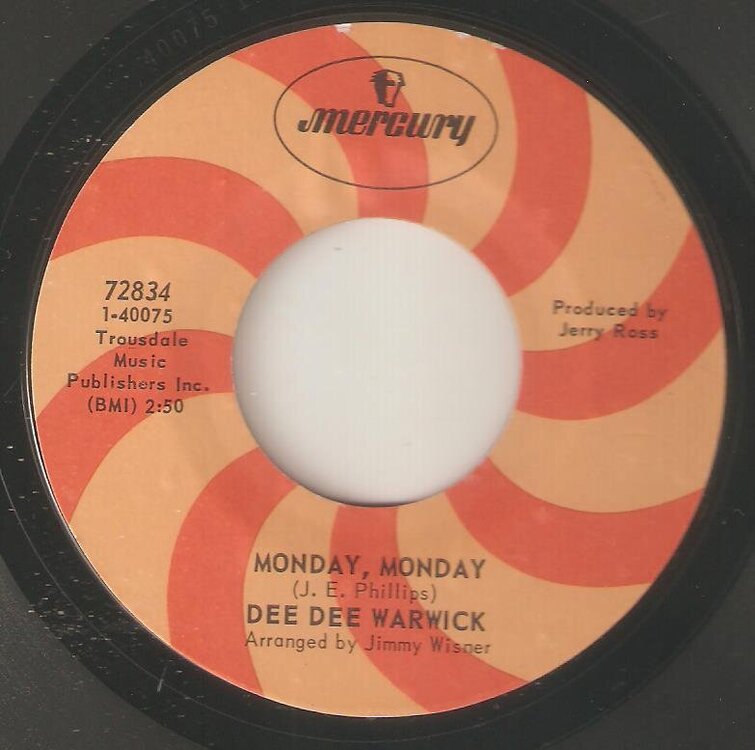 40075
mercury
72834
1-40075
Trousdale
Music
Publishers Inc.
(BMI) 2:50
Produced by
Jerry Ross
MONDAY, MONDAY
(J. E. Phillips)
DEE DEE WARWICK
Arranged by Jimmy Wisner